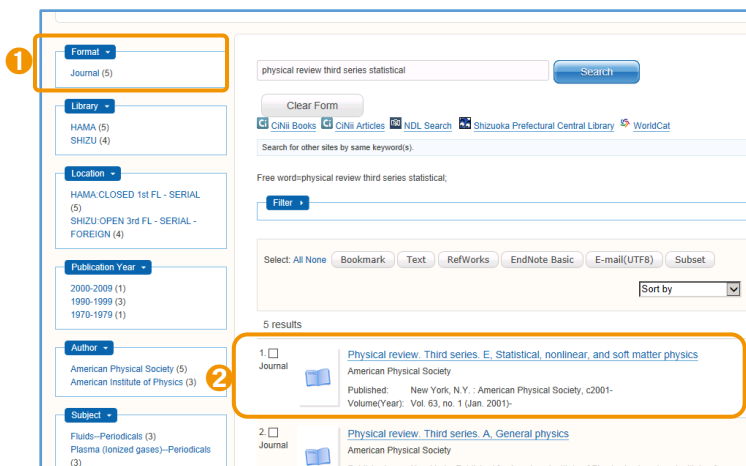 1
Format
Journal (5)
Library
HAMA (5)
SHIZU (4)
Location
HAMA:CLOSED 1st FL - SERIAL
(5)
SHIZU:OPEN 3rd FL - SERIAL -
FOREIGN (4)
Publication Year
2000-2009 (1)
1990-1999 (3)
1970-1979 (1)
Author
American Physical Society (5)
American Institute of Physics (3)
Subject
Fluids--Periodicals (3)
Plasma (Ionized gases)--Periodicals
(3)
physical review third series statistical
Search
Clear Form
CiNii Books CiNii Articles NDL Search Shizuoka Prefectural Central Library WorldCat
Search for other sites by same keyword(s).
Free word=physical review third series statistical;
Filter
Select: All None Bookmark Text RefWorks EndNote Basic E-mail(UTF8) Subset
Sort by
5 results
2
1.
Journal
Physical review. Third series. E, Statistical, nonlinear, and soft matter physics
American Physical Society
Published: New York, N.Y. : American Physical Society, c2001-
Volume(Year): Vol. 63, no. 1 (Jan. 2001)-
2.
Journal
Physical review. Third series. A, General physics
American Physical Society